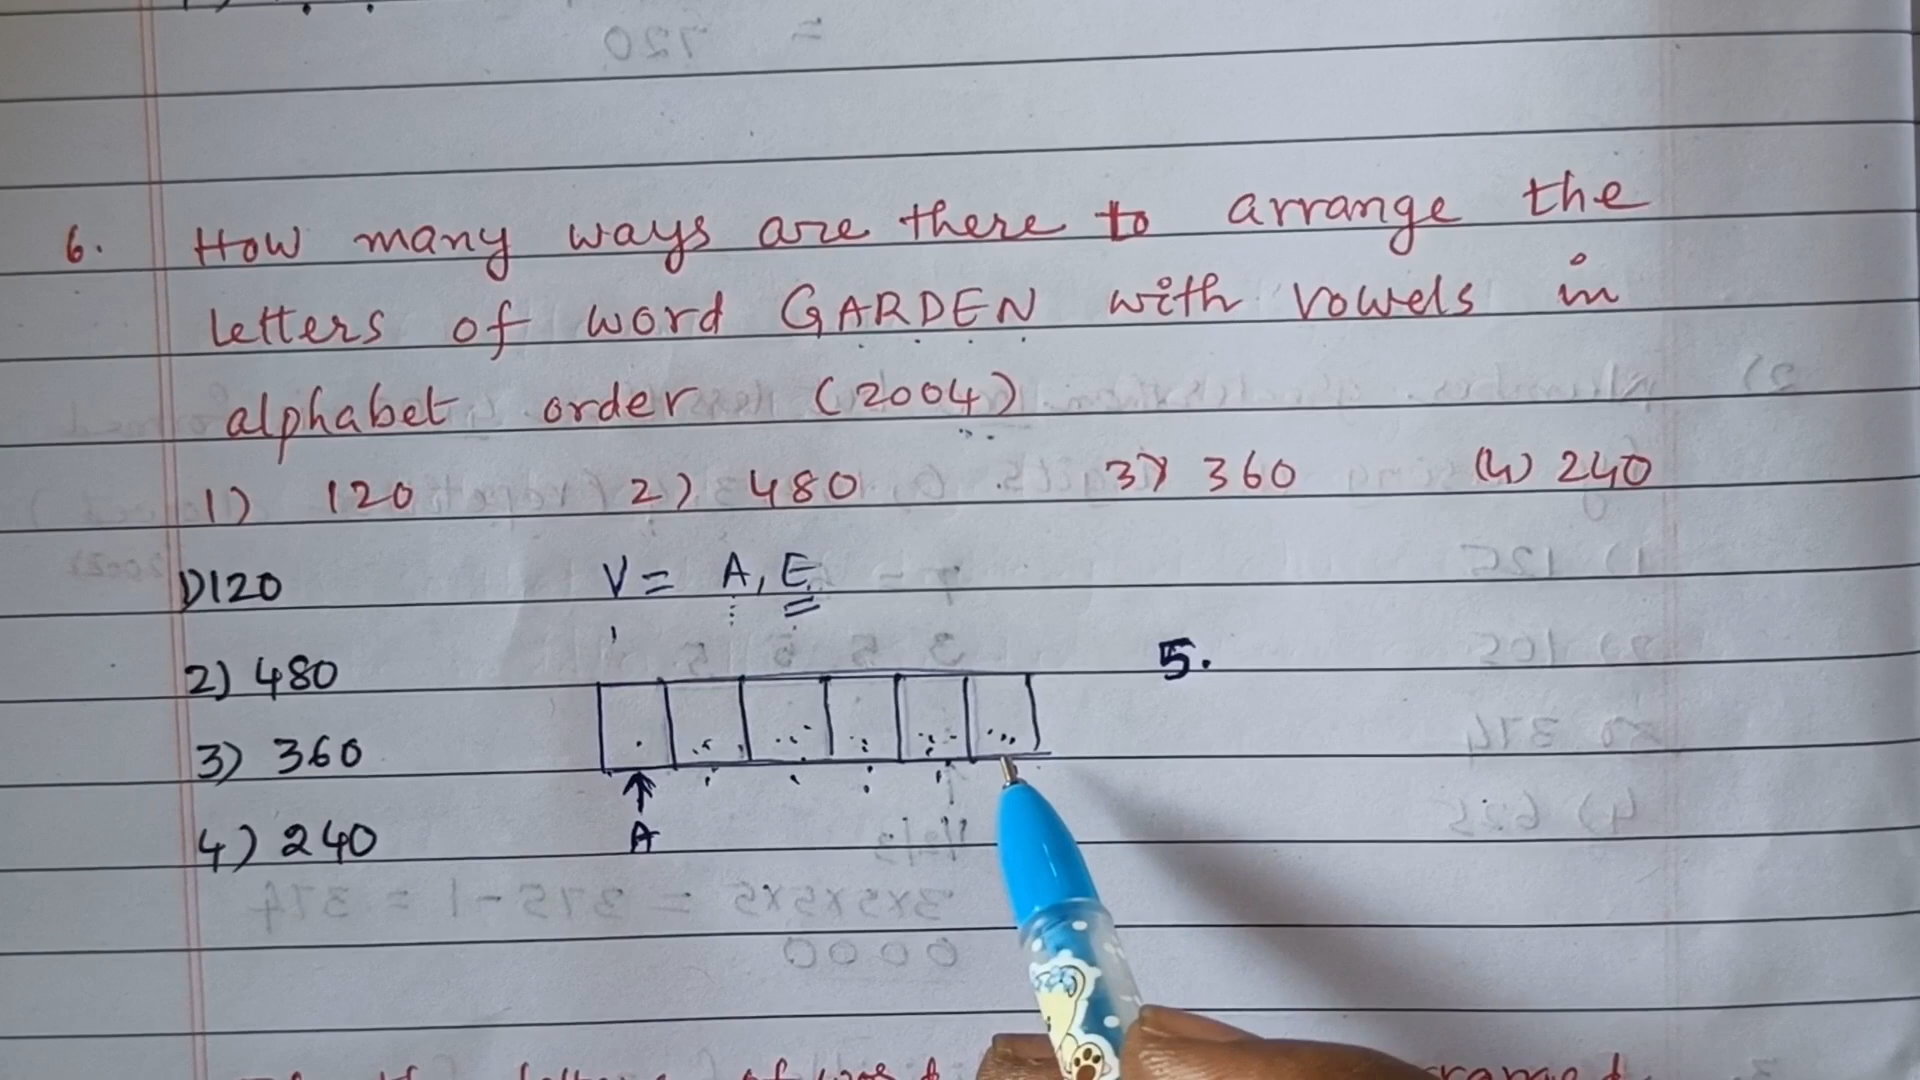 6. How many ways are there to arrange the
letters of word GARDEN with vowels in
alphabet order (2004)
1) 120 2) 480 3) 360 (4) 240
1) 120 V = A, E
2) 480 5.
3) 360
4) 240 A